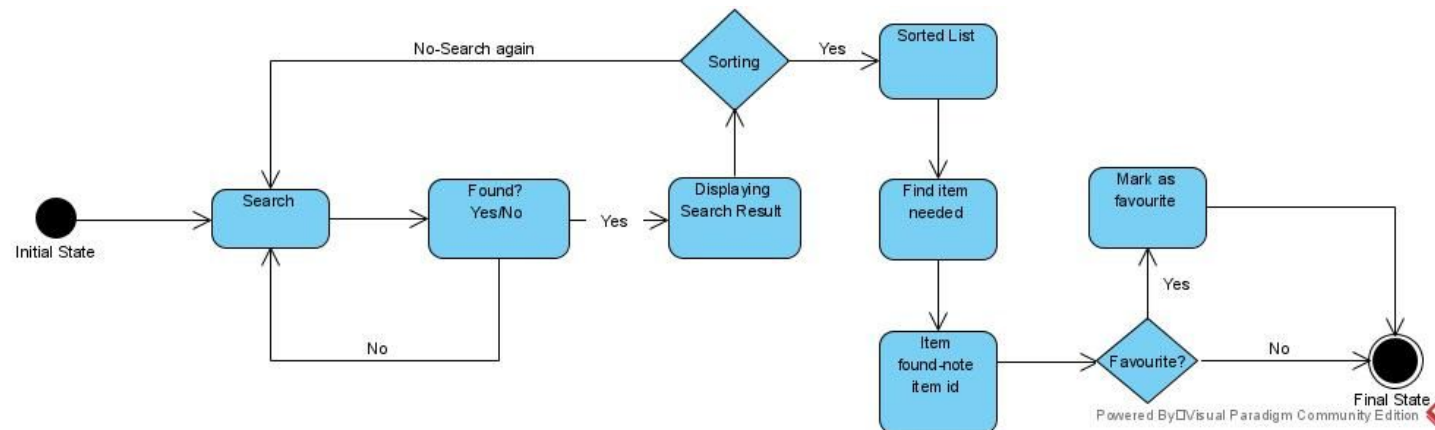 No-Search again
Sorting
Yes
Sorted List
Initial State
Search
Found?
Yes/No
Yes
Displaying
Search Result
No
Find item
needed
Item
found-note
item id
Mark as
favourite
Yes
Favourite?
No
Final State
Powered By□Visual Paradigm Community Edition